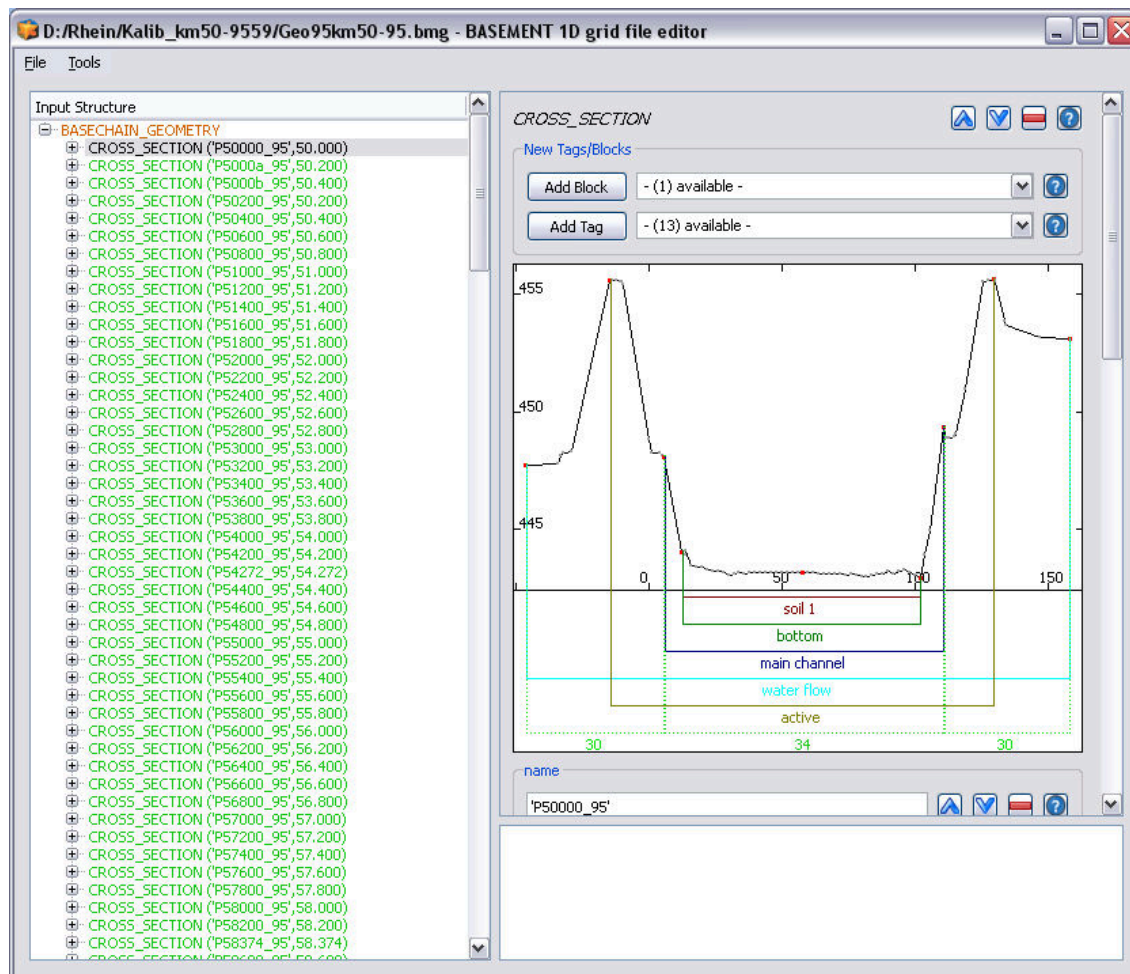 D:/Rhein/Kalib_km50-9559/Geo95km50-95.bmg - BASEMENT 1D grid file editor
File Tools
Input Structure
BASECHAIN_GEOMETRY
CROSS_SECTION ('P50000_95',50.000)
CROSS_SECTION ('P5000a_95',50.200)
CROSS_SECTION ('P5000b_95',50.400)
CROSS_SECTION ('P50200_95',50.200)
CROSS_SECTION ('P50400_95',50.400)
CROSS_SECTION ('P50600_95',50.600)
CROSS_SECTION ('P50800_95',50.800)
CROSS_SECTION ('P51000_95',51.000)
CROSS_SECTION ('P51200_95',51.200)
CROSS_SECTION ('P51400_95',51.400)
CROSS_SECTION ('P51600_95',51.600)
CROSS_SECTION ('P51800_95',51.800)
CROSS_SECTION ('P52000_95',52.000)
CROSS_SECTION ('P52200_95',52.200)
CROSS_SECTION ('P52400_95',52.400)
CROSS_SECTION ('P52600_95',52.600)
CROSS_SECTION ('P52800_95',52.800)
CROSS_SECTION ('P53000_95',53.000)
CROSS_SECTION ('P53200_95',53.200)
CROSS_SECTION ('P53400_95',53.400)
CROSS_SECTION ('P53600_95',53.600)
CROSS_SECTION ('P53800_95',53.800)
CROSS_SECTION ('P54000_95',54.000)
CROSS_SECTION ('P54200_95',54.200)
CROSS_SECTION ('P54272_95',54.272)
CROSS_SECTION ('P54400_95',54.400)
CROSS_SECTION ('P54600_95',54.600)
CROSS_SECTION ('P54800_95',54.800)
CROSS_SECTION ('P55000_95',55.000)
CROSS_SECTION ('P55200_95',55.200)
CROSS_SECTION ('P55400_95',55.400)
CROSS_SECTION ('P55600_95',55.600)
CROSS_SECTION ('P55800_95',55.800)
CROSS_SECTION ('P56000_95',56.000)
CROSS_SECTION ('P56200_95',56.200)
CROSS_SECTION ('P56400_95',56.400)
CROSS_SECTION ('P56600_95',56.600)
CROSS_SECTION ('P56800_95',56.800)
CROSS_SECTION ('P57000_95',57.000)
CROSS_SECTION ('P57200_95',57.200)
CROSS_SECTION ('P57400_95',57.400)
CROSS_SECTION ('P57600_95',57.600)
CROSS_SECTION ('P57800_95',57.800)
CROSS_SECTION ('P58000_95',58.000)
CROSS_SECTION ('P58200_95',58.200)
CROSS_SECTION ('P58374_95',58.374)
CROSS_SECTION
CROSS_SECTION
New Tags/Blocks
Add Block - (1) available -
Add Tag - (13) available -
455
450
445
0 50 100 150
soil 1
bottom
main channel
water flow
active
30 34 30
name
'P50000_95'